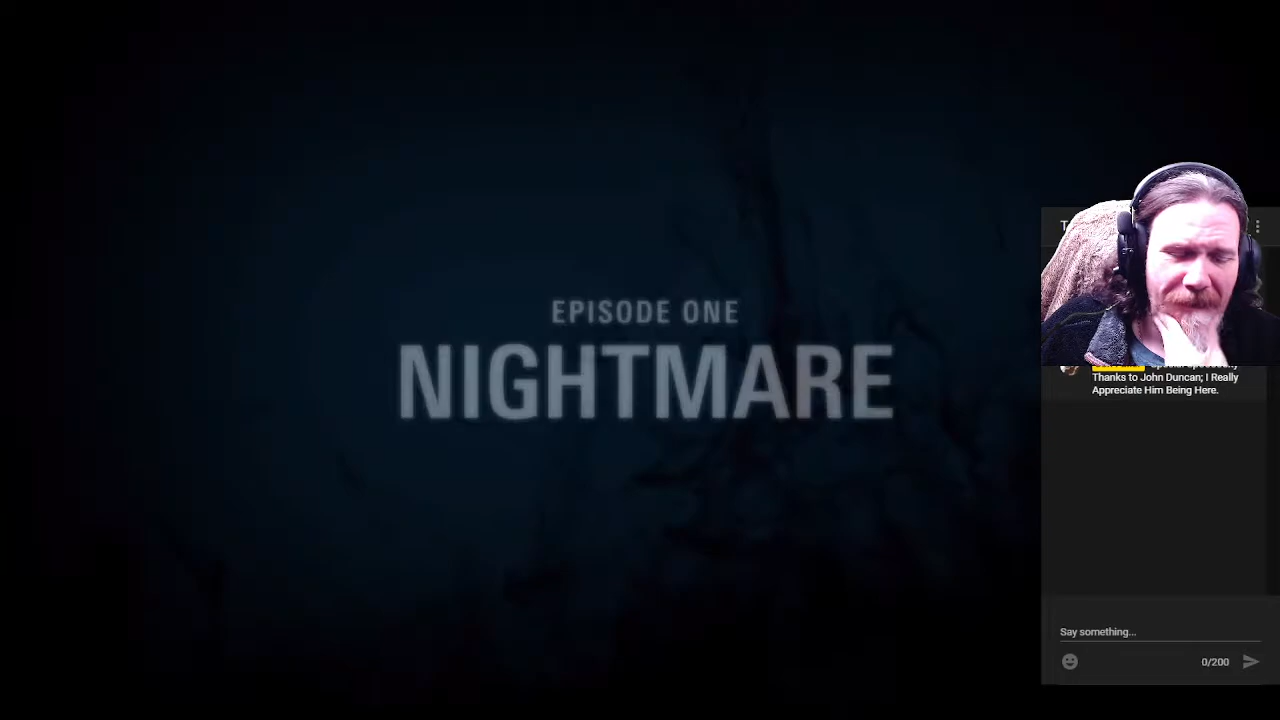 EPISODE ONE
NIGHTMARE
T
Thanks to John Duncan; I Really
Appreciate Him Being Here.
Say something...
0/200